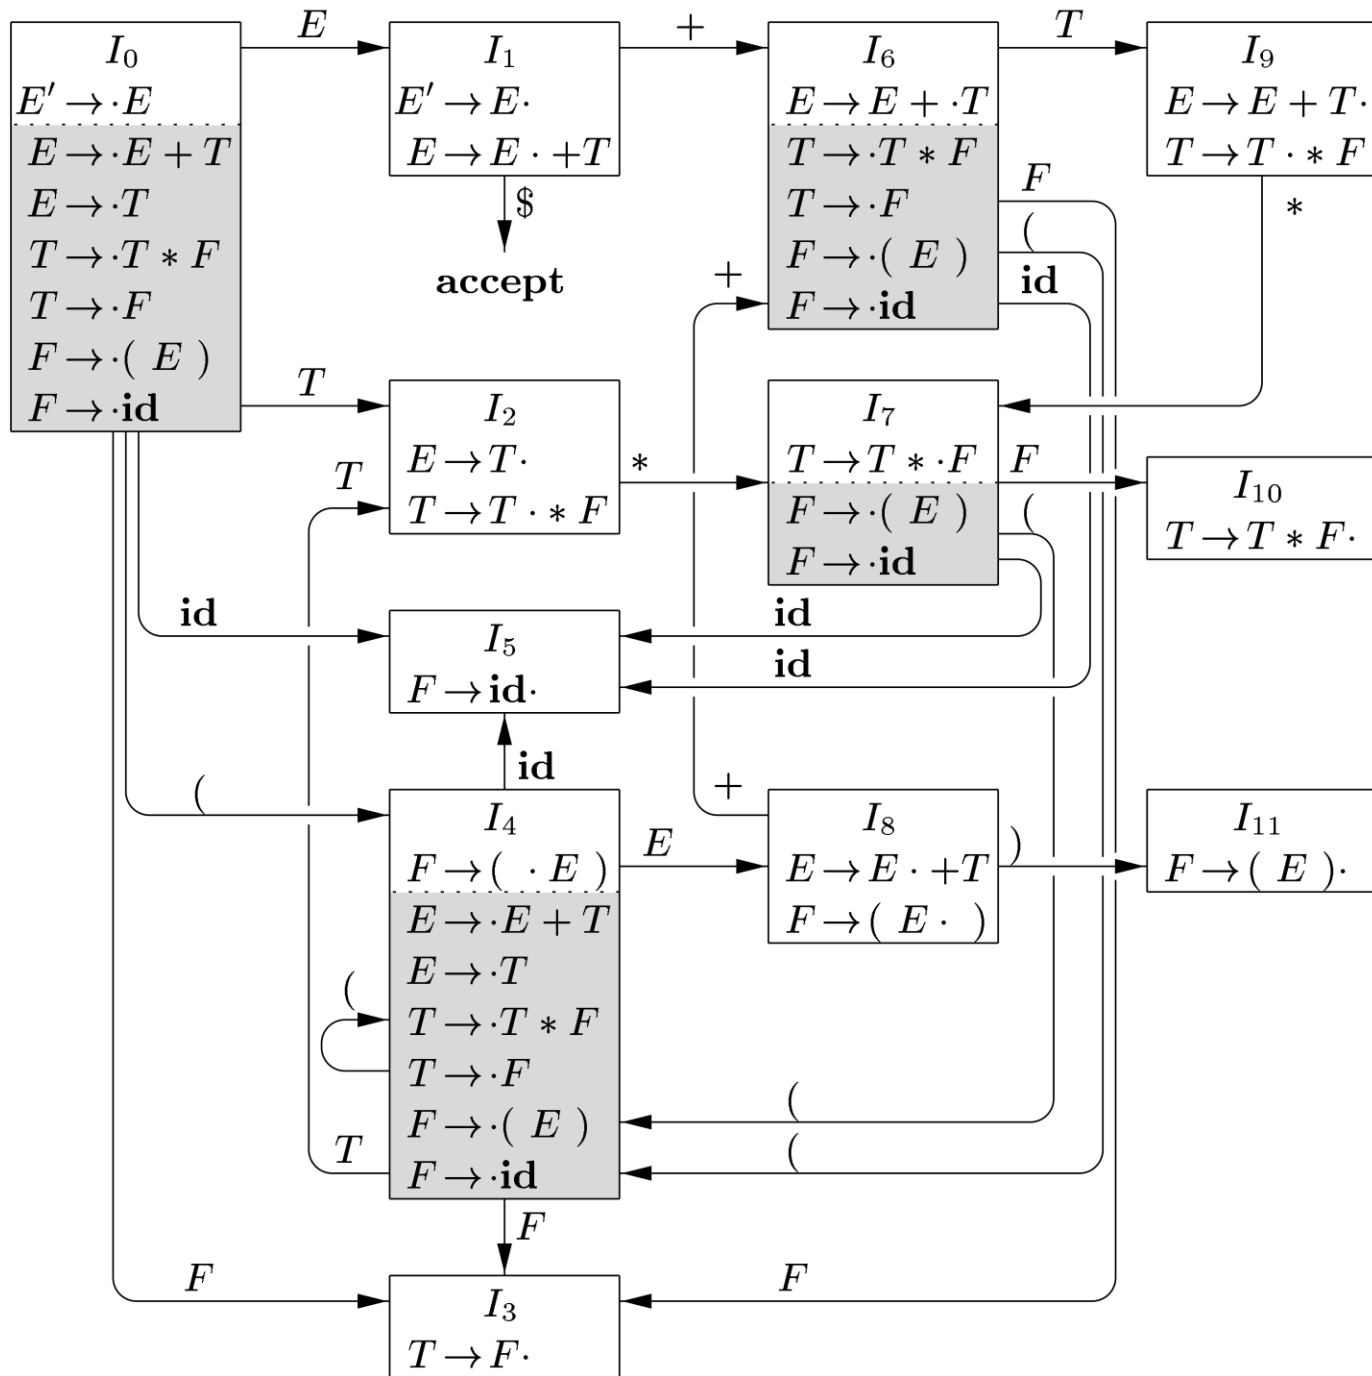 I₀
E′ → ·E
E → ·E + T
E → ·T
T → ·T * F
T → ·F
F → ·( E )
F → ·id
E
I₁
E′ → E·
E → E · +T
$
accept
+
I₆
E → E + ·T
T → ·T * F
T → ·F
F → ·( E )
F → ·id
T
I₉
E → E + T·
T → T · * F
*
F
(
id
+
T
I₂
E → T·
T → T · * F
T
*
I₇
T → T * ·F
F → ·( E )
F → ·id
F
(
I₁₀
T → T * F·
id
I₅
F → id·
id
id
id
(
I₄
F → ( · E )
E → ·E + T
E → ·T
T → ·T * F
T → ·F
F → ·( E )
F → ·id
E
+
I₈
E → E · +T
F → ( E · )
)
I₁₁
F → ( E )·
(
T
(
(
F
F
I₃
T → F·
F